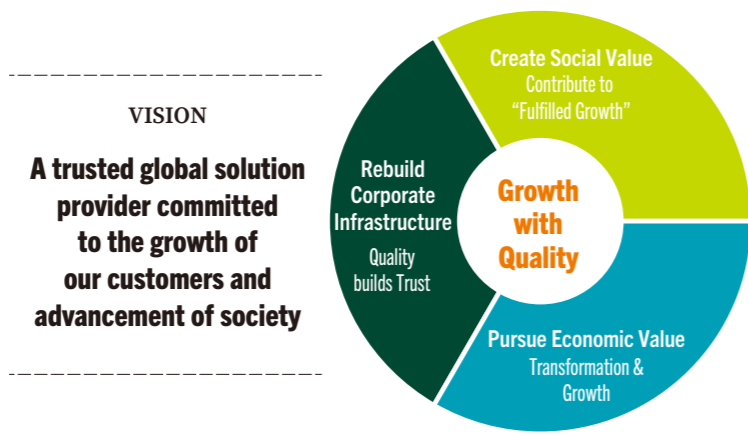 VISION
A trusted global solution
provider committed
to the growth of
our customers and
advancement of society
Create Social Value
Contribute to
“Fulfilled Growth”
Rebuild
Corporate
Infrastructure
Quality
builds Trust
Growth
with
Quality
Pursue Economic Value
Transformation &
Growth